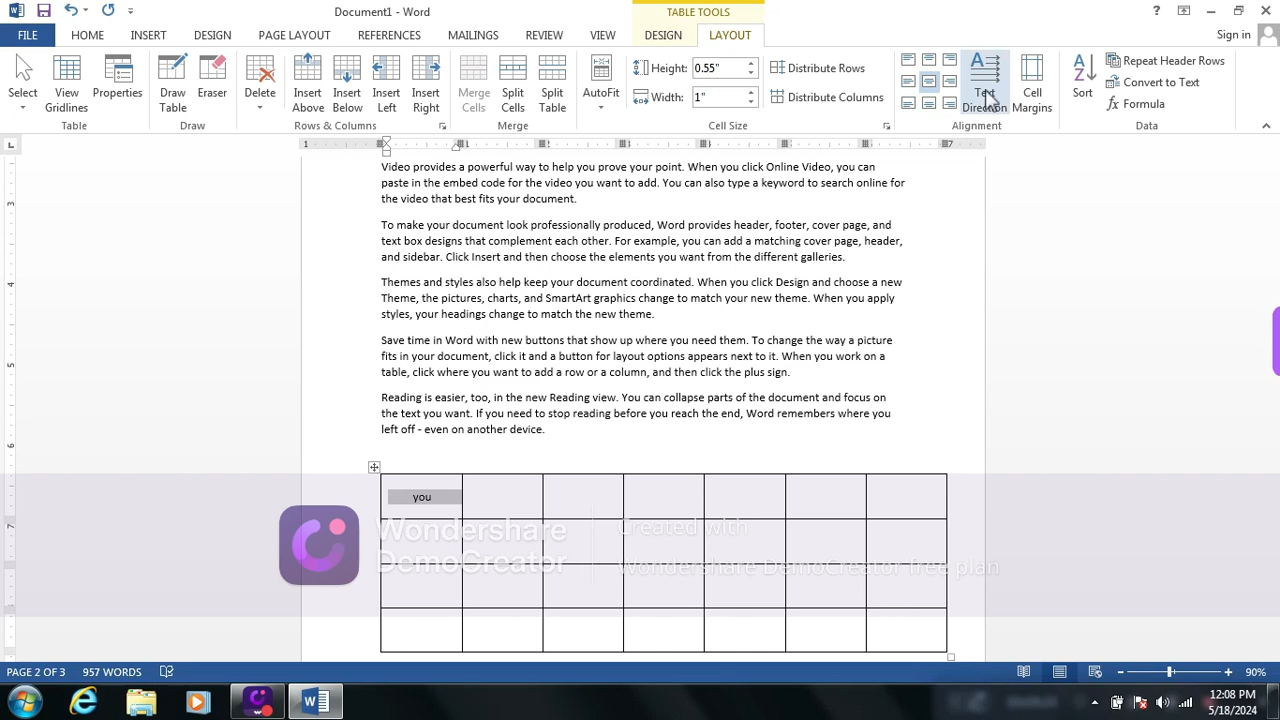 Document1 - Word
TABLE TOOLS
Sign in
FILE
HOME
INSERT
DESIGN
PAGE LAYOUT
REFERENCES
MAILINGS
REVIEW
VIEW
DESIGN
LAYOUT
Select
View Gridlines
Properties
Draw Table
Eraser
Delete
Insert Above
Insert Below
Insert Left
Insert Right
Merge Cells
Split Cells
Split Table
AutoFit
Height: 0.55"
Width: 1"
Distribute Rows
Distribute Columns
Text Direction
Cell Margins
Sort
Repeat Header Rows
Convert to Text
Formula
Table
Draw
Rows & Columns
Merge
Cell Size
Alignment
Data
Video provides a powerful way to help you prove your point. When you click Online Video, you can
paste in the embed code for the video you want to add. You can also type a keyword to search online for
the video that best fits your document.
To make your document look professionally produced, Word provides header, footer, cover page, and
text box designs that complement each other. For example, you can add a matching cover page, header,
and sidebar. Click Insert and then choose the elements you want from the different galleries.
Themes and styles also help keep your document coordinated. When you click Design and choose a new
Theme, the pictures, charts, and SmartArt graphics change to match your new theme. When you apply
styles, your headings change to match the new theme.
Save time in Word with new buttons that show up where you need them. To change the way a picture
fits in your document, click it and a button for layout options appears next to it. When you work on a
table, click where you want to add a row or a column, and then click the plus sign.
Reading is easier, too, in the new Reading view. You can collapse parts of the document and focus on
the text you want. If you need to stop reading before you reach the end, Word remembers where you
left off - even on another device.
you
Wondershare
DemoCreator
Created with
Wondershare DemoCreator free plan
PAGE 2 OF 3
957 WORDS
90%
12:08 PM
5/18/2024